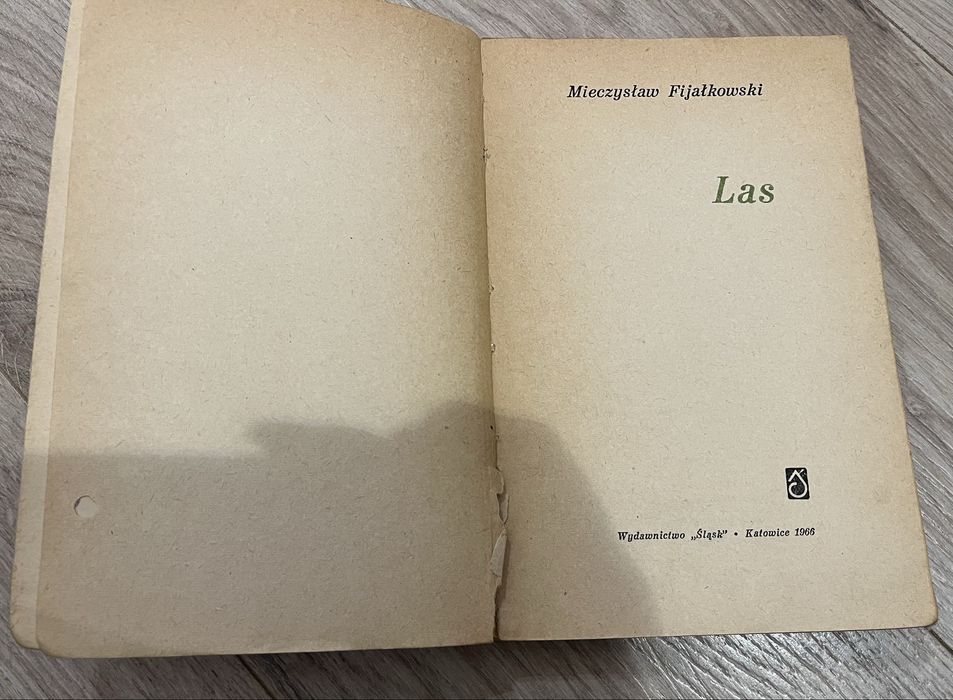 Mieczysław Fijałkowski
Las
Wydawnictwo „Śląsk” • Katowice 1966